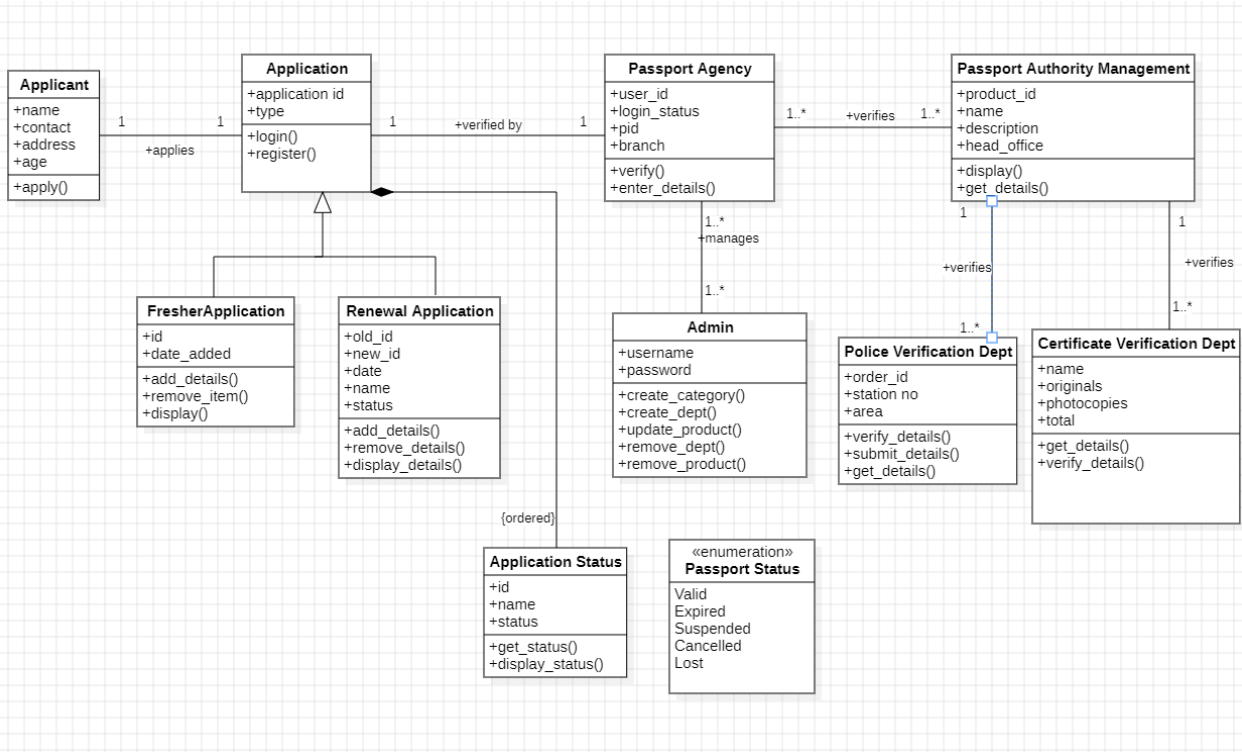 Applicant
+name
+contact
+address
+age
+apply()
1
1
+applies
Application
+application id
+type
+login()
+register()
1
1
+verified by
Passport Agency
+user_id
+login_status
+pid
+branch
+verify()
+enter_details()
1..*
1..*
+verifies
Passport Authority Management
+product_id
+name
+description
+head_office
+display()
+get_details()
1..*
+manages
1..*
1
+verifies
1..*
1
+verifies
1..*
FresherApplication
+id
+date_added
+add_details()
+remove_item()
+display()
Renewal Application
+old_id
+new_id
+date
+name
+status
+add_details()
+remove_details()
+display_details()
Admin
+username
+password
+create_category()
+create_dept()
+update_product()
+remove_dept()
+remove_product()
Police Verification Dept
+order_id
+station no
+area
+verify_details()
+submit_details()
+get_details()
Certificate Verification Dept
+name
+originals
+photocopies
+total
+get_details()
+verify_details()
{ordered}
Application Status
+id
+name
+status
+get_status()
+display_status()
«enumeration»
Passport Status
Valid
Expired
Suspended
Cancelled
Lost